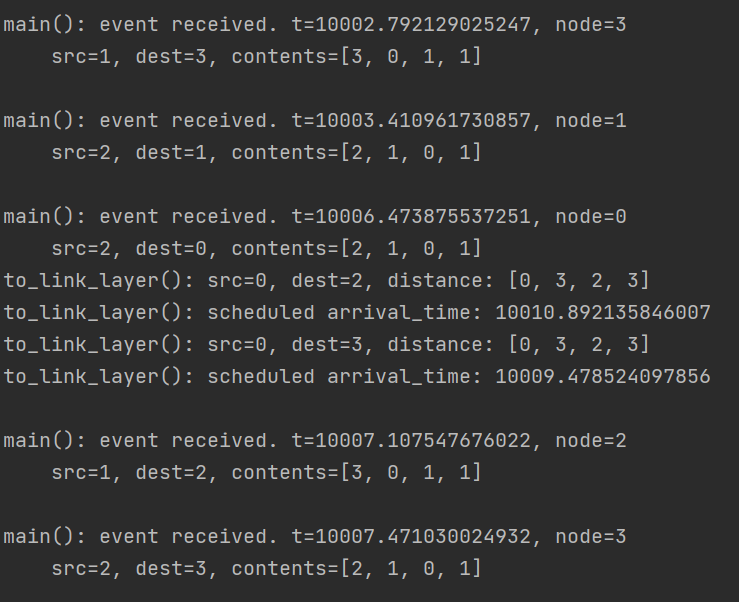 main(): event received. t=10002.792129025247, node=3
    src=1, dest=3, contents=[3, 0, 1, 1]
main(): event received. t=10003.410961730857, node=1
    src=2, dest=1, contents=[2, 1, 0, 1]
main(): event received. t=10006.473875537251, node=0
    src=2, dest=0, contents=[2, 1, 0, 1]
to_link_layer(): src=0, dest=2, distance: [0, 3, 2, 3]
to_link_layer(): scheduled arrival_time: 10010.892135846007
to_link_layer(): src=0, dest=3, distance: [0, 3, 2, 3]
to_link_layer(): scheduled arrival_time: 10009.478524097856
main(): event received. t=10007.107547676022, node=2
    src=1, dest=2, contents=[3, 0, 1, 1]
main(): event received. t=10007.471030024932, node=3
    src=2, dest=3, contents=[2, 1, 0, 1]